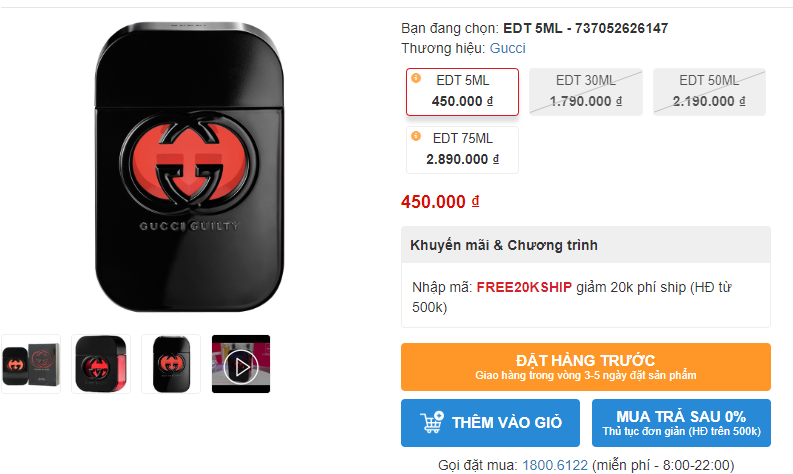 GUCCI GUILTY
Bạn đang chọn: EDT 5ML - 737052626147
Thương hiệu: Gucci
EDT 5ML
450.000 ₫
EDT 30ML
1.790.000 ₫
EDT 50ML
2.190.000 ₫
EDT 75ML
2.890.000 ₫
450.000 ₫
Khuyến mãi & Chương trình
Nhập mã: FREE20KSHIP giảm 20k phí ship (HĐ từ
500k)
ĐẶT HÀNG TRƯỚC
Giao hàng trong vòng 3-5 ngày đặt sản phẩm
THÊM VÀO GIỎ
MUA TRẢ SAU 0%
Thủ tục đơn giản (HĐ trên 500k)
Gọi đặt mua: 1800.6122 (miễn phí - 8:00-22:00)